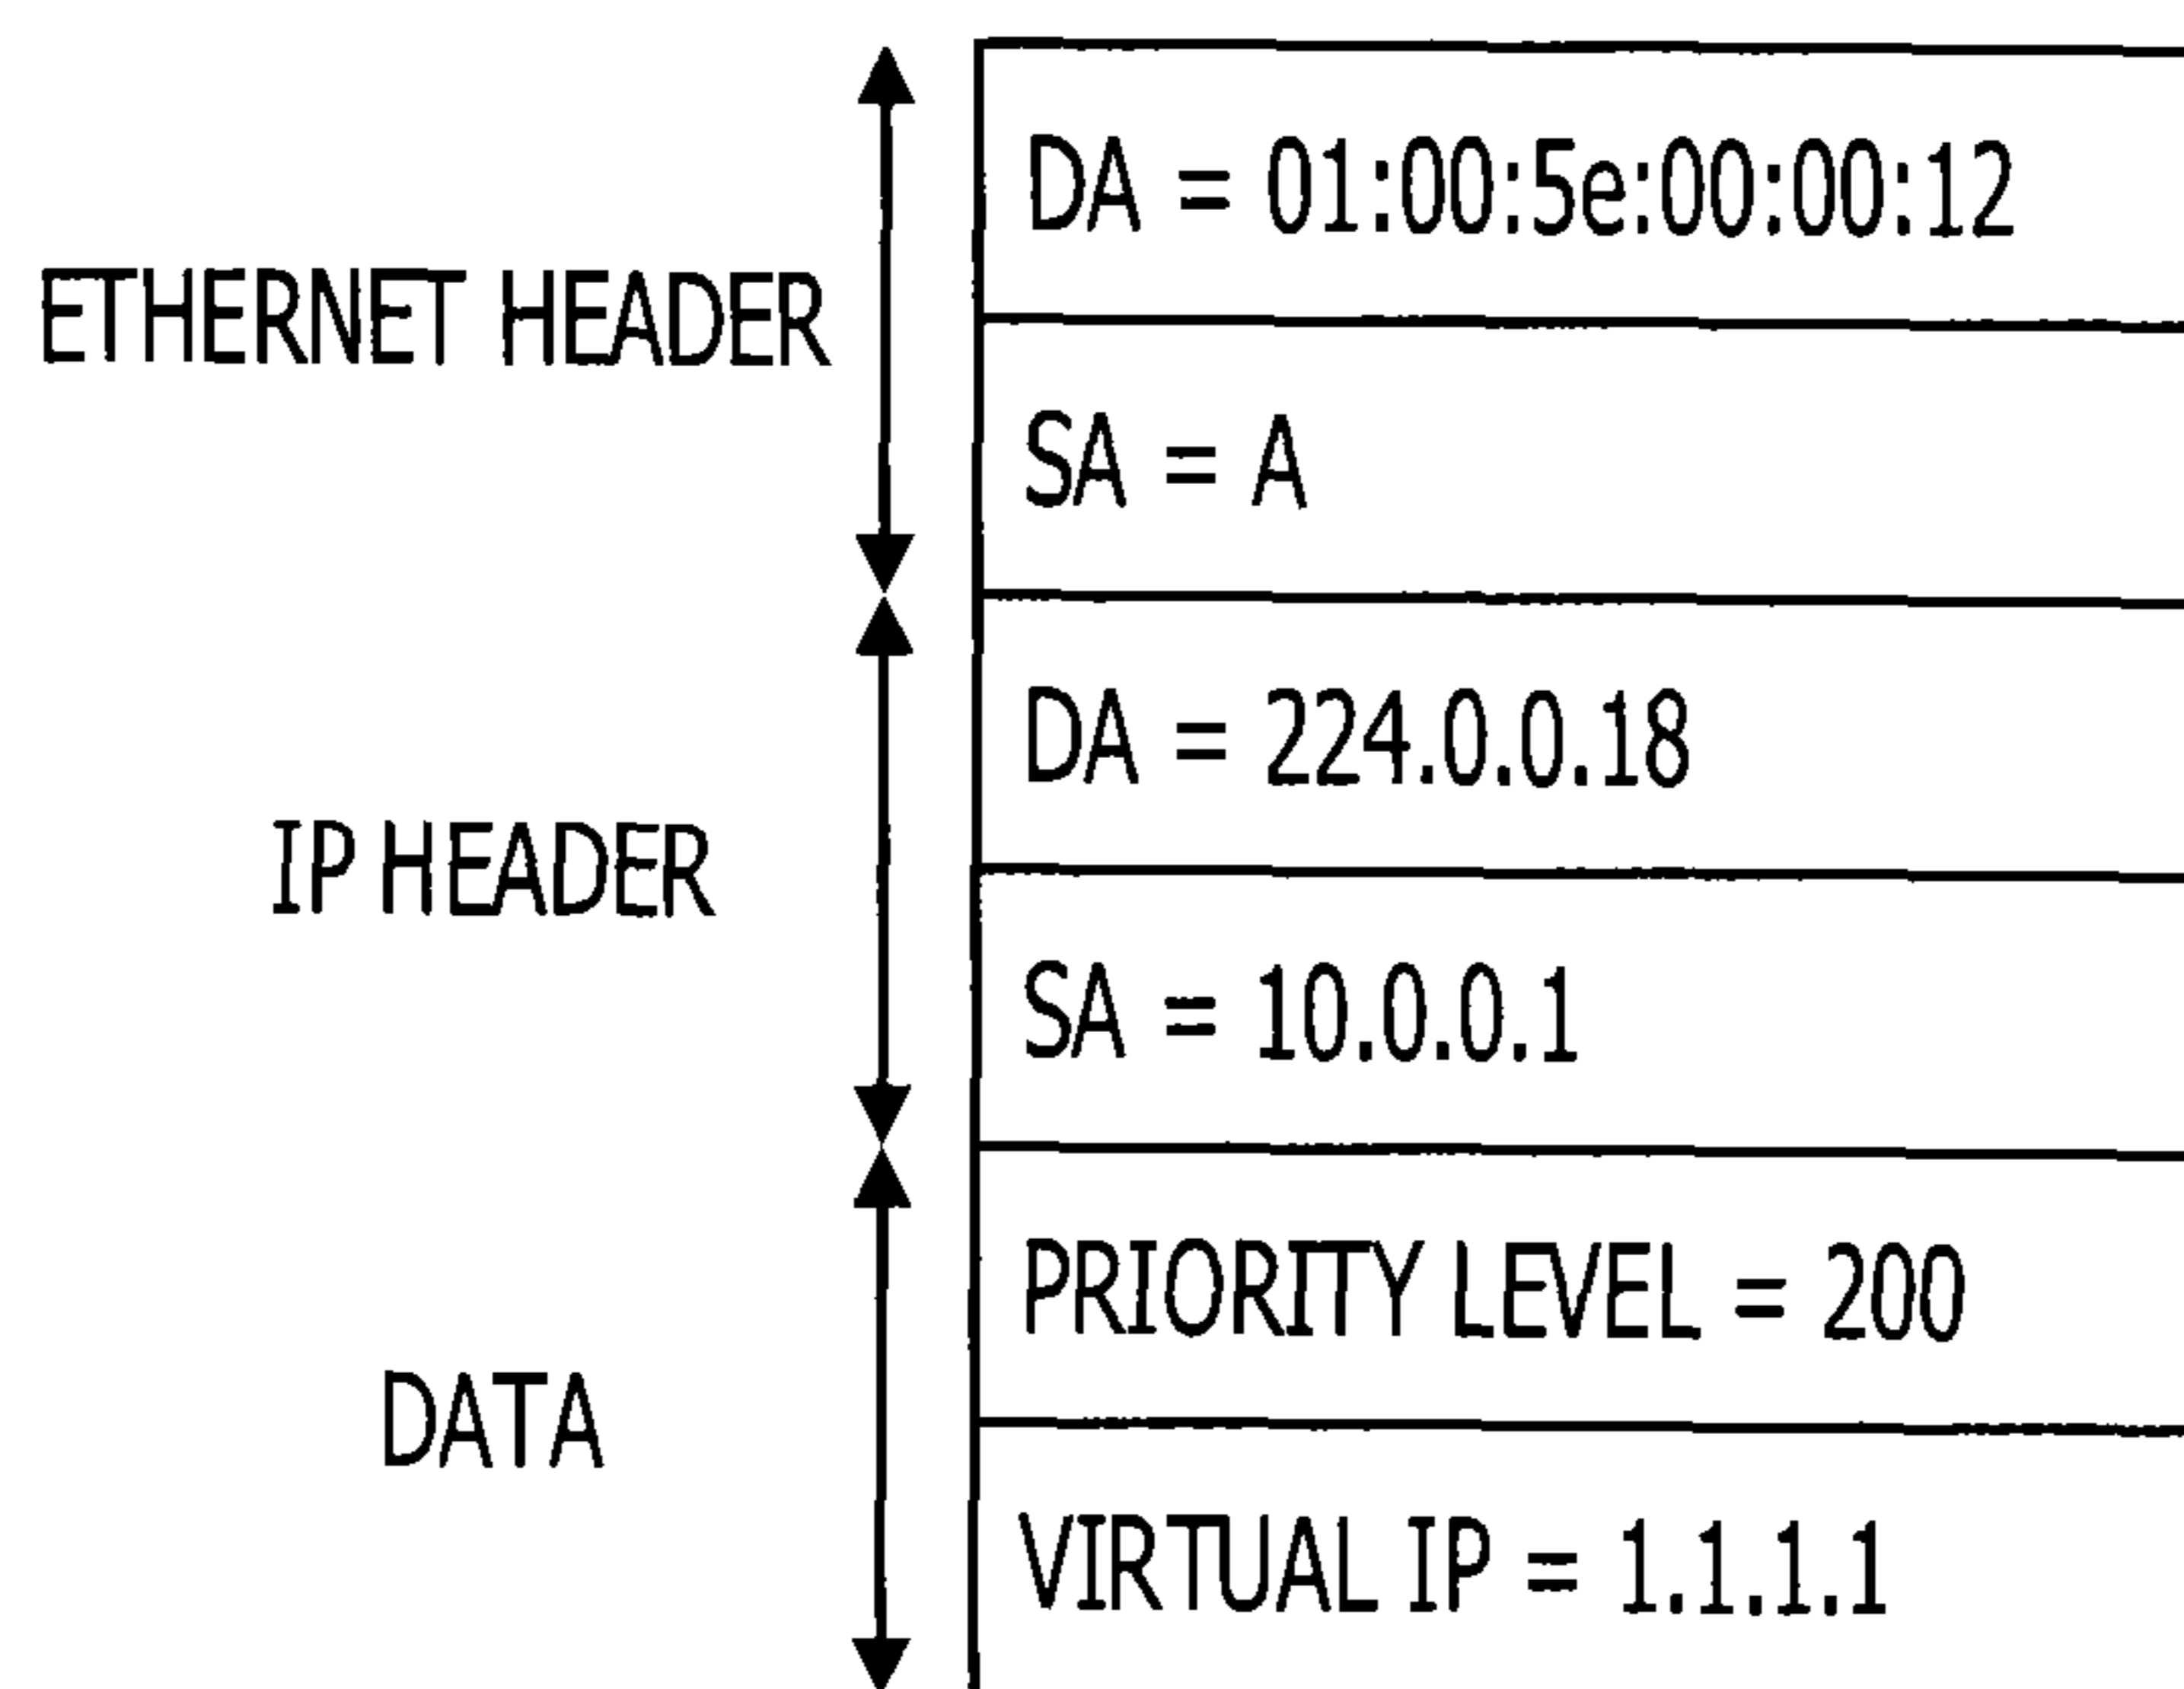 DA = 01:00:5e:00:00:12
ETHERNET HEADER
SA = A
DA = 224.0.0.18
IP HEADER
SA = 10.0.0.1
PRIORITY LEVEL = 200
DATA
VIRTUAL IP = 1.1.1.1